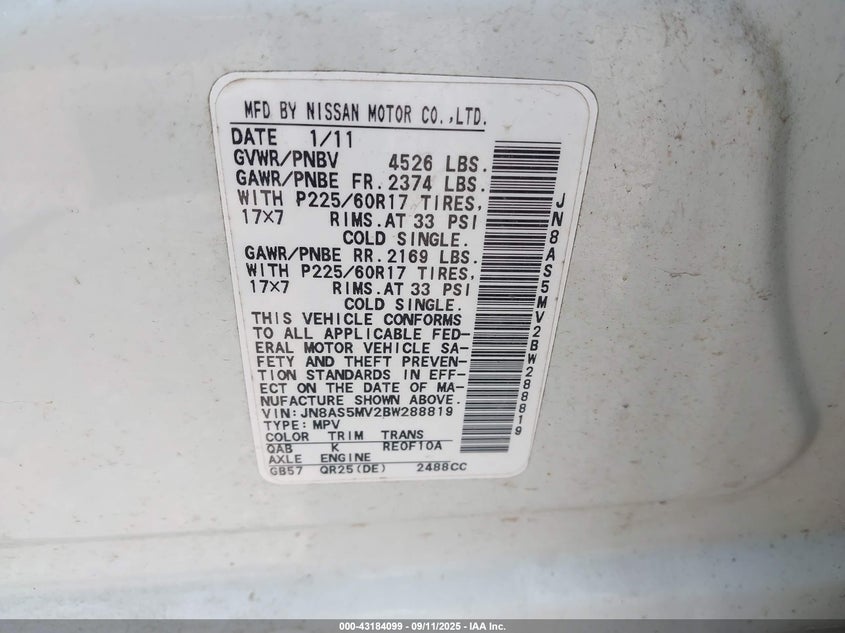 MFD BY NISSAN MOTOR CO.,LTD.
DATE 1/11
GVWR/PNBV 4526 LBS.
GAWR/PNBE FR. 2374 LBS.
WITH P225/60R17 TIRES,
17×7 RIMS.AT 33 PSI
COLD SINGLE.
GAWR/PNBE RR. 2169 LBS.
WITH P225/60R17 TIRES,
17×7 RIMS.AT 33 PSI
COLD SINGLE.
THIS VEHICLE CONFORMS
TO ALL APPLICABLE FED-
ERAL MOTOR VEHICLE SA-
FETY AND THEFT PREVEN-
TION STANDARDS IN EFF-
ECT ON THE DATE OF MA-
NUFACTURE SHOWN ABOVE.
VIN:JN8AS5MV2BW288819
TYPE:MPV
COLOR TRIM TRANS
QAB K RE0F10A
AXLE ENGINE
GB57 QR25(DE) 2488CC
JN8AS5MV2BW288819
000-43184099 - 09/11/2025 - IAA Inc.